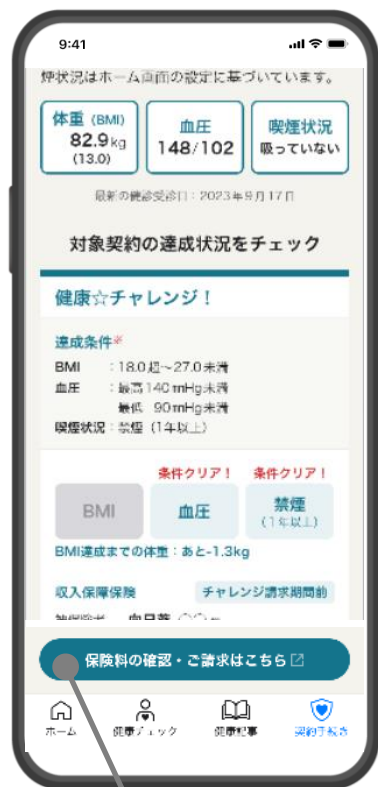 9:41
煙状況はホーム画面の設定に基づいています。
体重 (BMI)
82.9kg
(13.0)
血圧
148/102
喫煙状況
吸っていない
最新の健診受診日：2023年9月17日
対象契約の達成状況をチェック
健康☆チャレンジ！
達成条件※
BMI ：18.0超～27.0未満
血圧 ：最高140mmHg未満
最低 90mmHg未満
喫煙状況：禁煙（1年以上）
条件クリア！ 条件クリア！
BMI
血圧
禁煙
(1年以上)
BMI達成までの体重：あと-1.3kg
収入保障保険
チャレンジ請求期間前
保険料の確認・ご請求はこちら
ホーム
健康チェック
健康記事
契約手続き